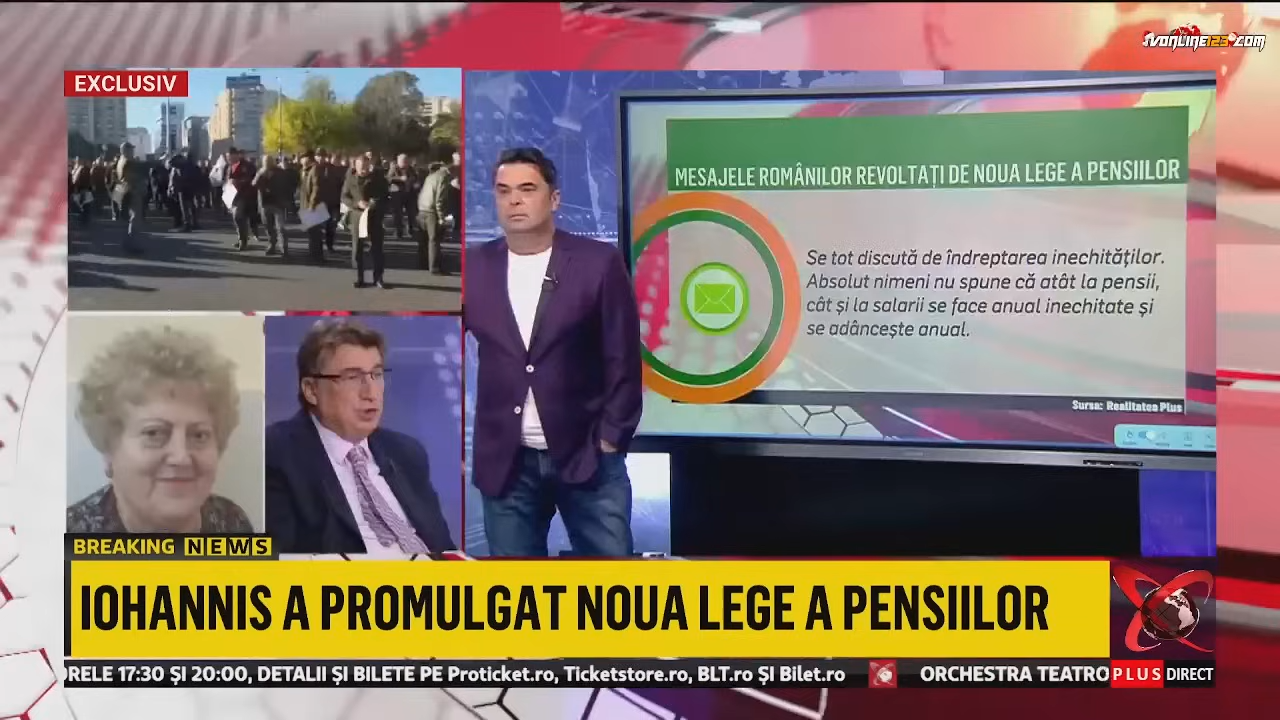 TVONLINE123.COM
EXCLUSIV
MESAJELE ROMÂNILOR REVOLTAȚI DE NOUA LEGE A PENSIILOR
Se tot discută de îndreptarea inechităților.
Absolut nimeni nu spune că atât la pensii,
cât și la salarii se face anual inechitate și
se adâncește anual.
Sursa: Realitatea Plus
BREAKING NEWS
IOHANNIS A PROMULGAT NOUA LEGE A PENSIILOR
ORELE 17:30 ȘI 20:00, DETALII ȘI BILETE PE Proticket.ro, Ticketstore.ro, BLT.ro ȘI Bilet.ro ORCHESTRA TEATRO
PLUS DIRECT